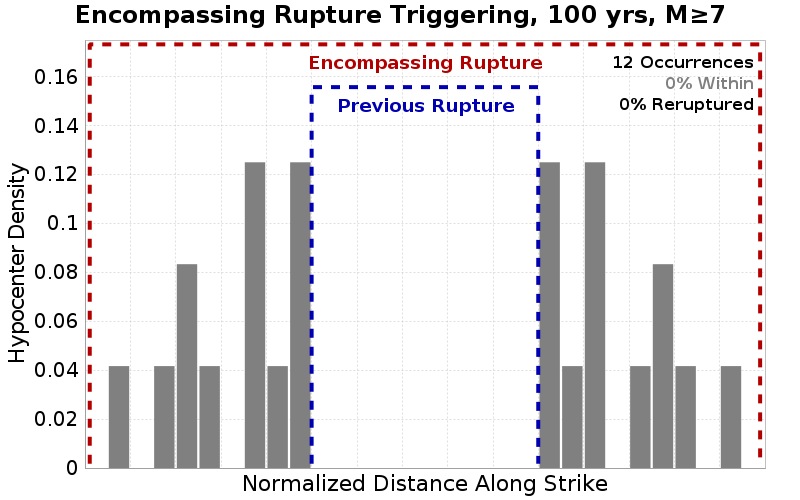 Encompassing Rupture Triggering, 100 yrs, M≥7
Encompassing Rupture
12 Occurrences
0% Within
Previous Rupture
0% Reruptured
Hypocenter Density
0.16
0.14
0.12
0.1
0.08
0.06
0.04
0.02
0
Normalized Distance Along Strike